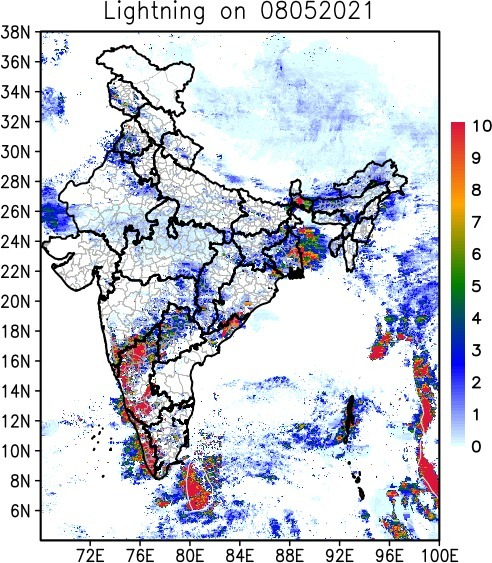 Lightning on 08052021
38N
36N
34N
32N
30N
28N
26N
24N
22N
20N
18N
16N
14N
12N
10N
8N
6N
72E 76E 80E 84E 88E 92E 96E 100E
10
9
8
7
6
5
4
3
2
1
0